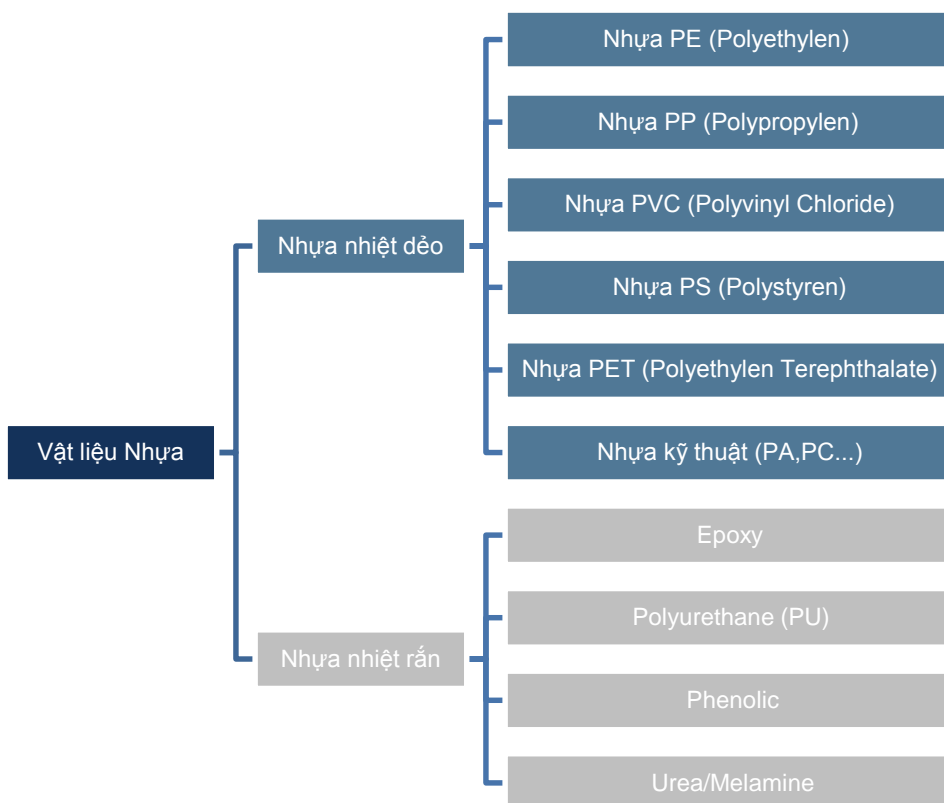 Nhựa PE (Polyethylen)
Nhựa PP (Polypropylen)
Nhựa PVC (Polyvinyl Chloride)
Nhựa nhiệt dẻo
Nhựa PS (Polystyren)
Nhựa PET (Polyethylen Terephthalate)
Vật liệu Nhựa
Nhựa kỹ thuật (PA,PC...)
Epoxy
Polyurethane (PU)
Nhựa nhiệt rắn
Phenolic
Urea/Melamine